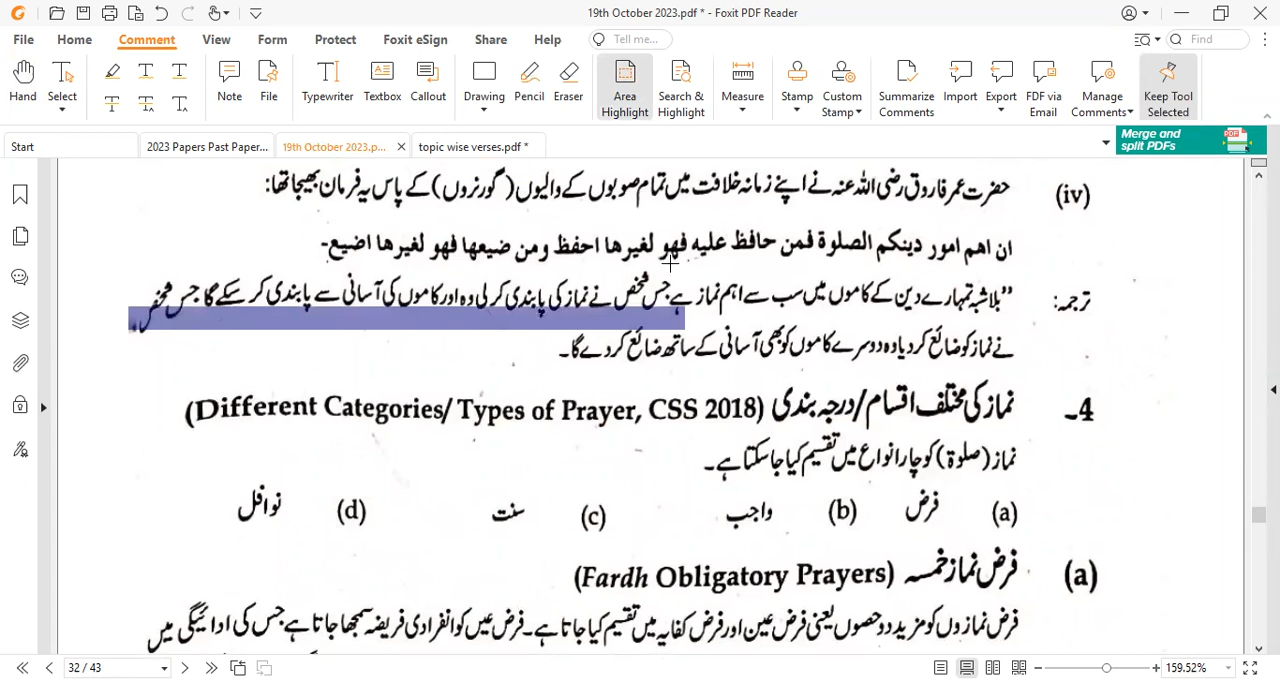 19th October 2023.pdf * - Foxit PDF Reader
File Home Comment View Form Protect Foxit eSign Share Help Tell me... Find
Hand Select Note File Typewriter Textbox Callout Drawing Pencil Eraser Area Highlight Search & Highlight Measure Stamp Custom Stamp Summarize Comments Import Export FDF via Email Manage Comments Keep Tool Selected
Start 2023 Papers Past Paper... 19th October 2023.p... topic wise verses.pdf * Merge and split PDFs
(iv) حضرت عمر فاروق رضی اللہ عنہ نے اپنے زمانہ خلافت میں تمام صوبوں کے والیوں (گورنروں) کے پاس یہ فرمان بھیجا تھا:
ان اهم امور دينكم الصلوة فمن حافظ عليه فهو لغيرها احفظ ومن ضيعها فهو لغيرها اضيع-
ترجمہ: ”بلاشبہ تمہارے دین کے کاموں میں سب سے اہم نماز ہے جس شخص نے نماز کی پابندی کر لی وہ اور کاموں کی آسانی سے پابندی کر سکے گا جس شخص
نے نماز کو ضائع کر دیا وہ دوسرے کاموں کو بھی آسانی کے ساتھ ضائع کر دے گا۔
4۔ نماز کی مختلف اقسام/درجہ بندی (Different Categories/ Types of Prayer, CSS 2018)
نماز (صلوۃ) کو چار انواع میں تقسیم کیا جا سکتا ہے۔
(a) فرض (b) واجب (c) سنت (d) نوافل
(a) فرض نماز خمسہ (Fardh Obligatory Prayers)
فرض نمازوں کو مزید دو حصوں یعنی فرض عین اور فرض کفایہ میں تقسیم کیا جاتا ہے۔ فرض عین کو انفرادی فریضہ سمجھا جاتا ہے جس کی ادائیگی میں
32 / 43 159.52%